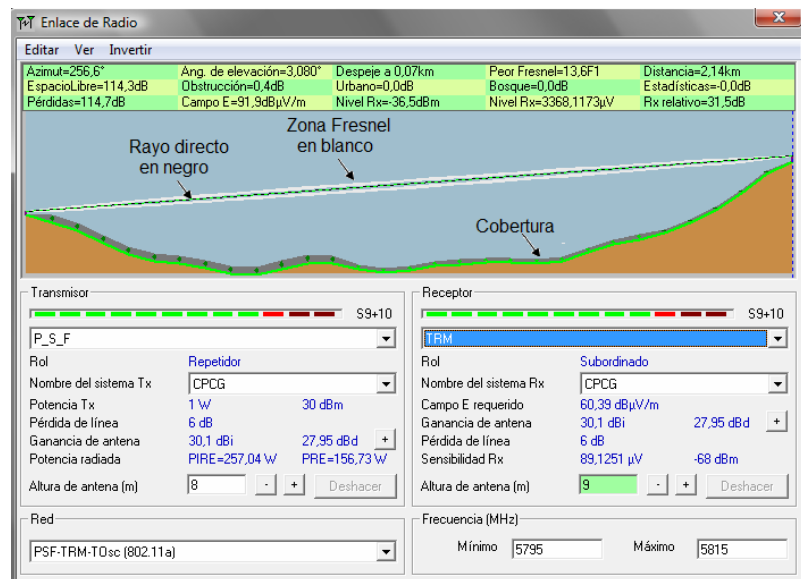 Enlace de Radio
Editar Ver Invertir
Azimut=256,6° Ang. de elevación=3,080° Despeje a 0,07km Peor Fresnel=13,6F1 Distancia=2,14km
EspacioLibre=114,3dB Obstrucción=0,4dB Urbano=0,0dB Bosque=0,0dB Estadísticas=-0,0dB
Pérdidas=114,7dB Campo E=91,9dBµV/m Nivel Rx=-36,5dBm Nivel Rx=3368,1173µV Rx relativo=31,5dB
Rayo directo
en negro
Zona Fresnel
en blanco
Cobertura
Transmisor
S9+10
P_S_F
Rol Repetidor
Nombre del sistema Tx CPCG
Potencia Tx 1 W 30 dBm
Pérdida de línea 6 dB
Ganancia de antena 30,1 dBi 27,95 dBd +
Potencia radiada PIRE=257,04 W PRE=156,73 W
Altura de antena (m) 8 - + Deshacer
Receptor
S9+10
TRM
Rol Subordinado
Nombre del sistema Rx CPCG
Campo E requerido 60,39 dBµV/m
Ganancia de antena 30,1 dBi 27,95 dBd +
Pérdida de línea 6 dB
Sensibilidad Rx 89,1251 µV -68 dBm
Altura de antena (m) 9 - + Deshacer
Red
PSF-TRM-TOsc (802.11a)
Frecuencia (MHz)
Mínimo 5795 Máximo 5815